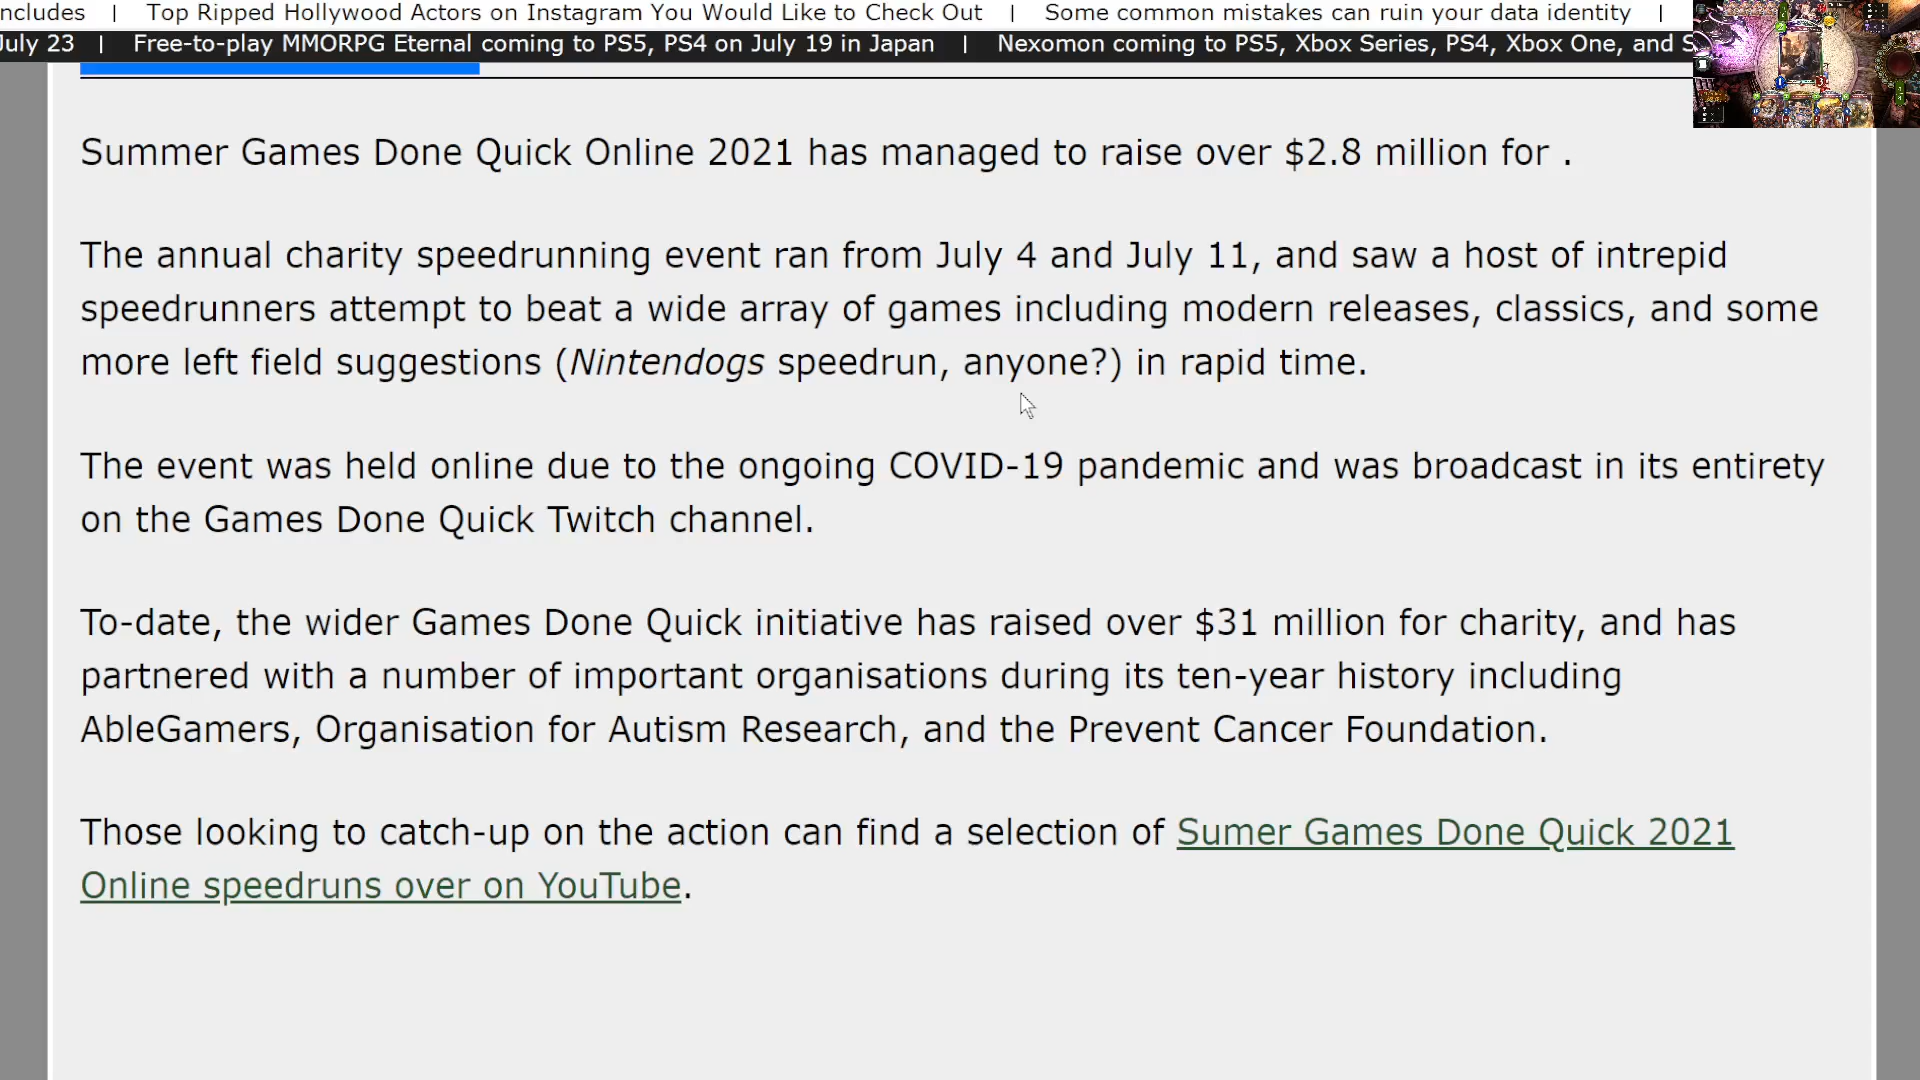 ncludes | Top Ripped Hollywood Actors on Instagram You Would Like to Check Out | Some common mistakes can ruin your data identity |
July 23 | Free-to-play MMORPG Eternal coming to PS5, PS4 on July 19 in Japan | Nexomon coming to PS5, Xbox Series, PS4, Xbox One, and S
Summer Games Done Quick Online 2021 has managed to raise over $2.8 million for .
The annual charity speedrunning event ran from July 4 and July 11, and saw a host of intrepid
speedrunners attempt to beat a wide array of games including modern releases, classics, and some
more left field suggestions (Nintendogs speedrun, anyone?) in rapid time.
The event was held online due to the ongoing COVID-19 pandemic and was broadcast in its entirety
on the Games Done Quick Twitch channel.
To-date, the wider Games Done Quick initiative has raised over $31 million for charity, and has
partnered with a number of important organisations during its ten-year history including
AbleGamers, Organisation for Autism Research, and the Prevent Cancer Foundation.
Those looking to catch-up on the action can find a selection of Sumer Games Done Quick 2021
Online speedruns over on YouTube.